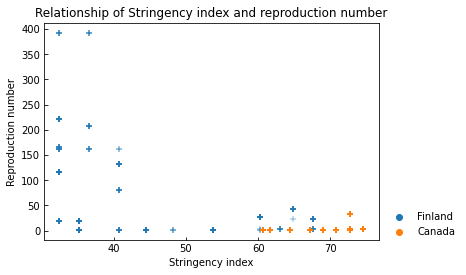 Relationship of Stringency index and reproduction number
400
350
300
250
200
150
100
50
0
Reproduction number
40 50 60 70
Stringency index
Finland
Canada